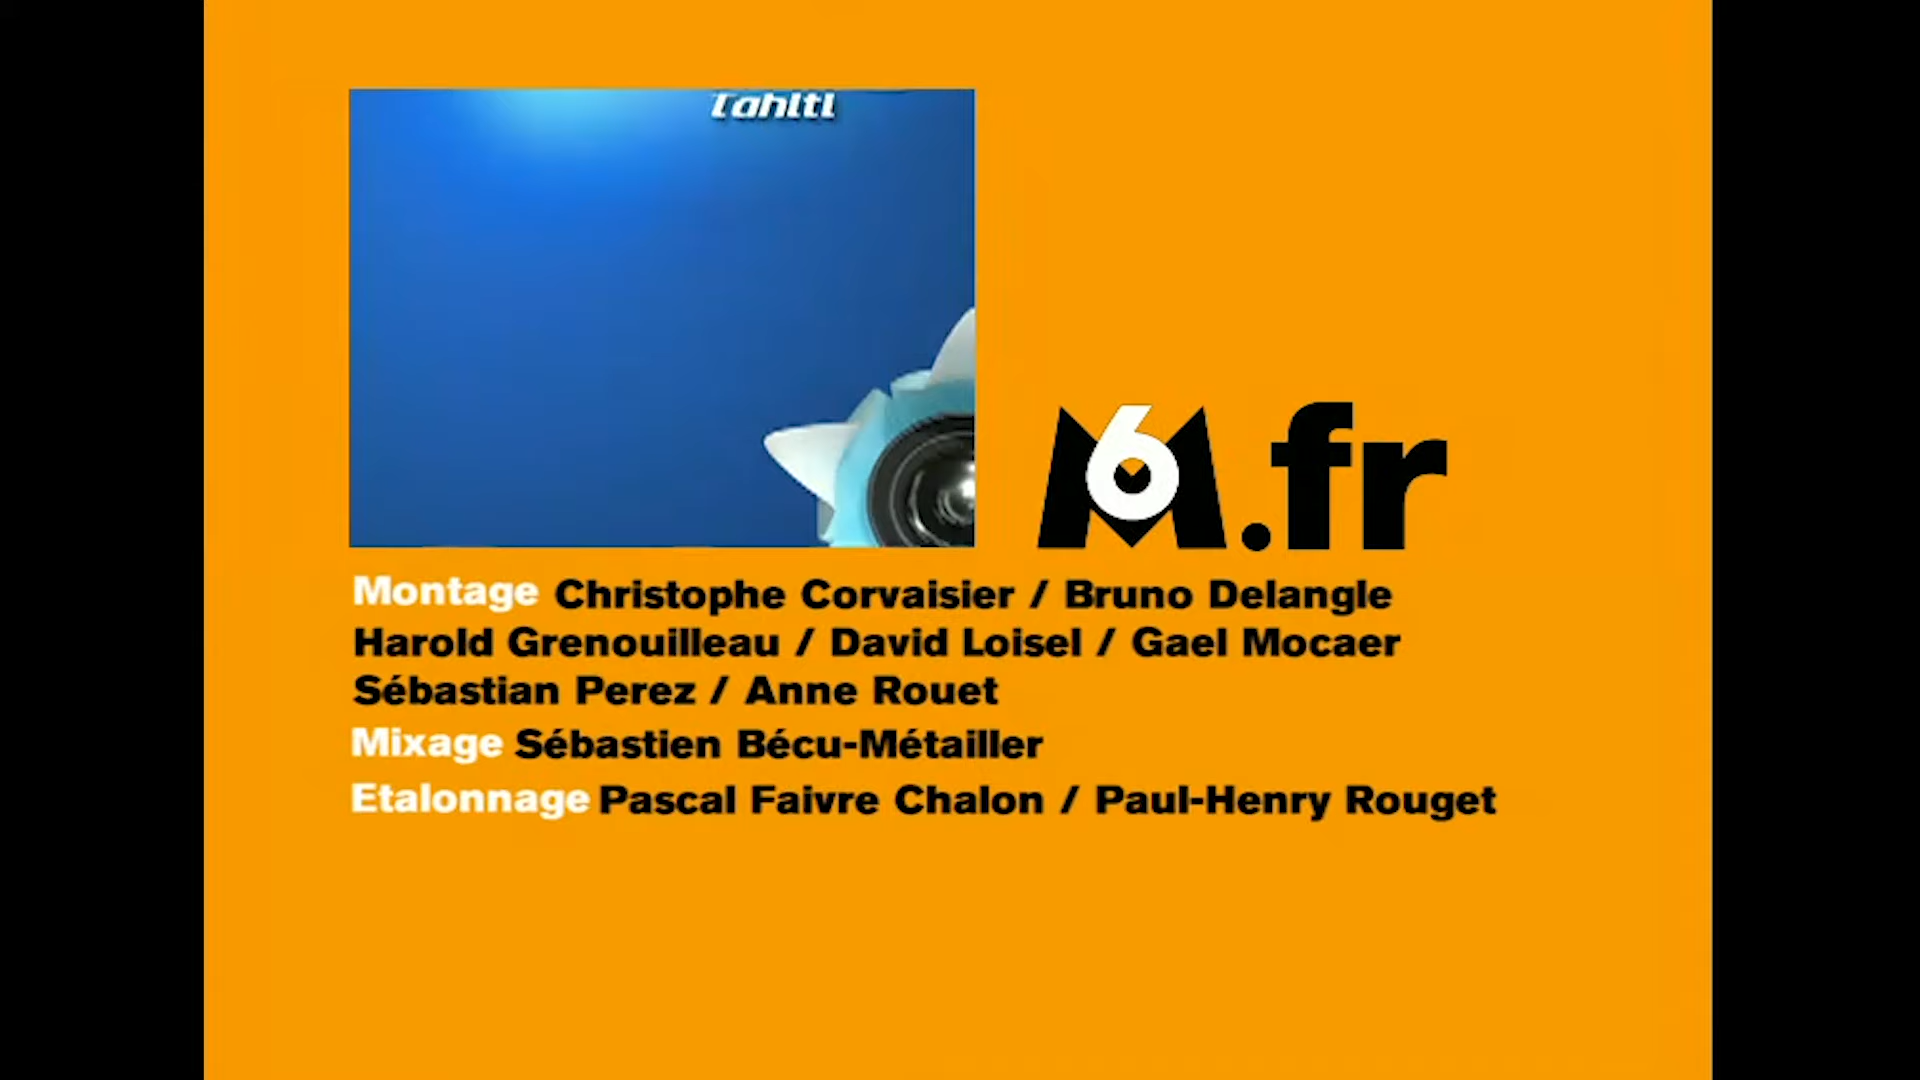 Tahiti
M6.fr
Montage Christophe Corvaisier / Bruno Delangle
Harold Grenouilleau / David Loisel / Gael Mocaer
Sébastian Perez / Anne Rouet
Mixage Sébastien Bécu-Métailler
Etalonnage Pascal Faivre Chalon / Paul-Henry Rouget